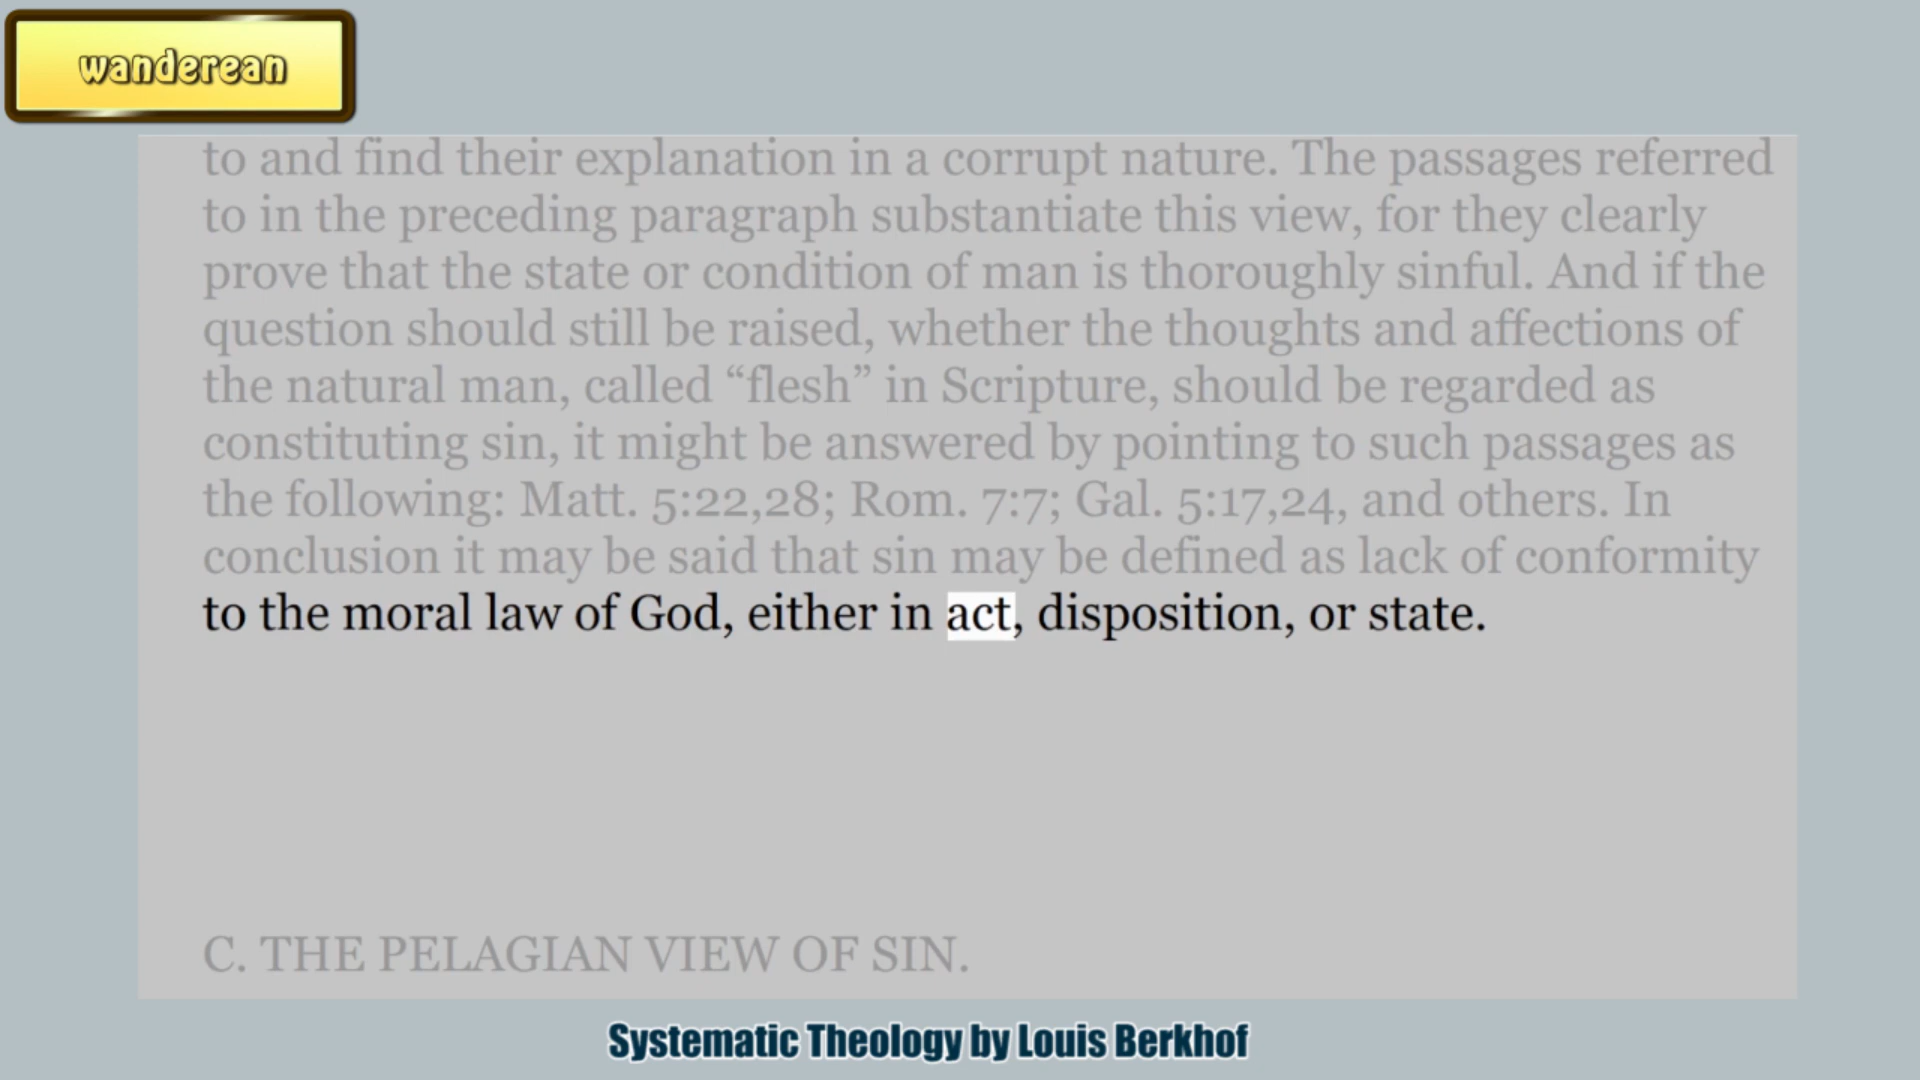 wanderean
to and find their explanation in a corrupt nature. The passages referred
to in the preceding paragraph substantiate this view, for they clearly
prove that the state or condition of man is thoroughly sinful. And if the
question should still be raised, whether the thoughts and affections of
the natural man, called “flesh” in Scripture, should be regarded as
constituting sin, it might be answered by pointing to such passages as
the following: Matt. 5:22,28; Rom. 7:7; Gal. 5:17,24, and others. In
conclusion it may be said that sin may be defined as lack of conformity
to the moral law of God, either in act, disposition, or state.
C. THE PELAGIAN VIEW OF SIN.
Systematic Theology by Louis Berkhof